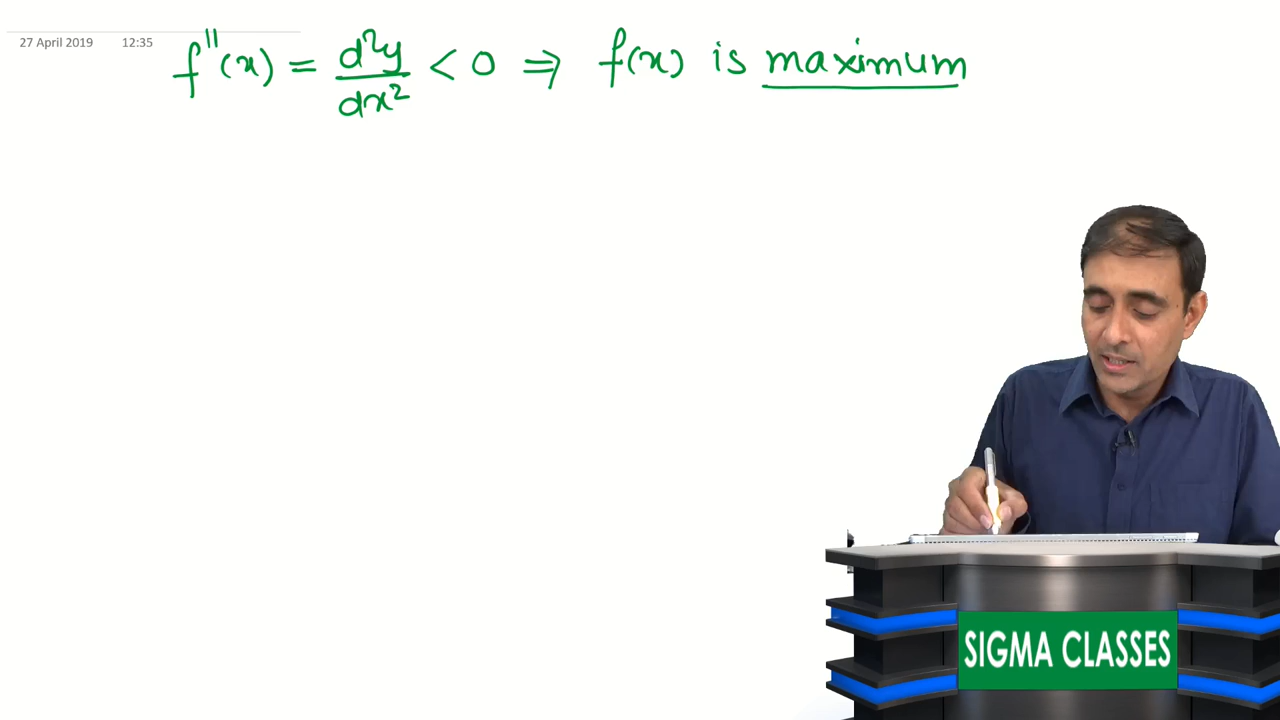 27 April 2019 12:35
f''(x) = d²y/dx² < 0 ⇒ f(x) is maximum
SIGMA CLASSES